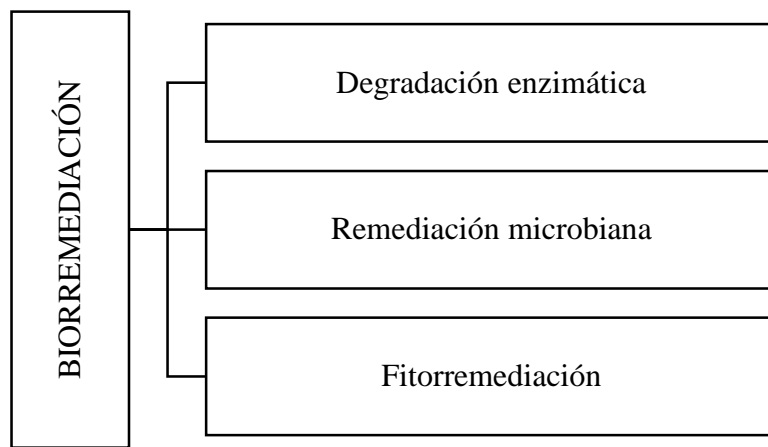 BIORREMEDIACIÓN
Degradación enzimática
Remediación microbiana
Fitorremediación